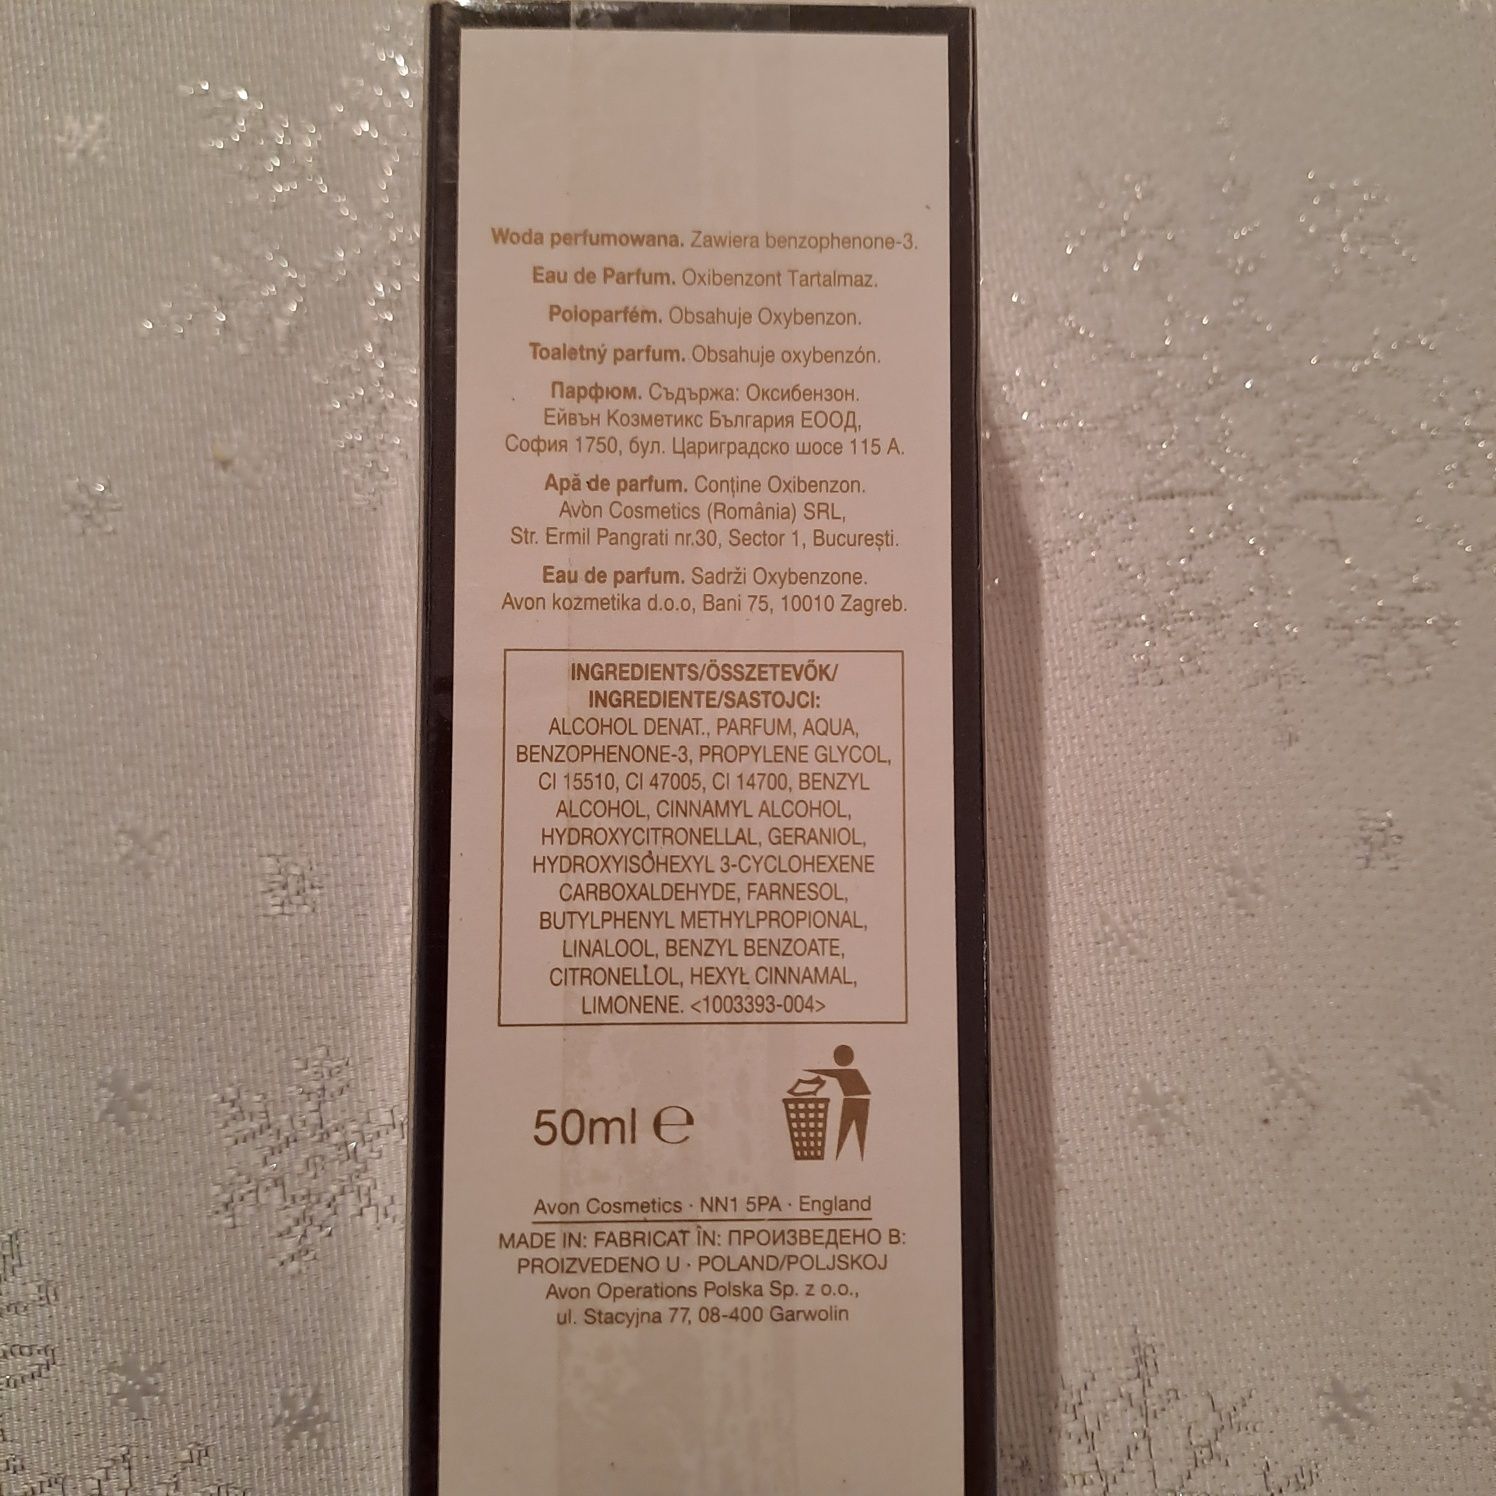 Woda perfumowana. Zawiera benzophenone-3.
Eau de Parfum. Oxibenzont Tartalmaz.
Poloparfém. Obsahuje Oxybenzon.
Toaletný parfum. Obsahuje oxybenzón.
Парфюм. Съдържа: Оксибензон.
Ейвън Козметикс България ЕООД,
София 1750, бул. Цариградско шосе 115 А.
Apă de parfum. Conține Oxibenzon.
Avon Cosmetics (România) SRL,
Str. Ermil Pangrati nr.30, Sector 1, București.
Eau de parfum. Sadrži Oxybenzone.
Avon kozmetika d.o.o, Bani 75, 10010 Zagreb.
INGREDIENTS/ÖSSZETEVŐK/
INGREDIENTE/SASTOJCI:
ALCOHOL DENAT., PARFUM, AQUA,
BENZOPHENONE-3, PROPYLENE GLYCOL,
CI 15510, CI 47005, CI 14700, BENZYL
ALCOHOL, CINNAMYL ALCOHOL,
HYDROXYCITRONELLAL, GERANIOL,
HYDROXYISOHEXYL 3-CYCLOHEXENE
CARBOXALDEHYDE, FARNESOL,
BUTYLPHENYL METHYLPROPIONAL,
LINALOOL, BENZYL BENZOATE,
CITRONELLOL, HEXYL CINNAMAL,
LIMONENE. <1003393-004>
50ml ℮
Avon Cosmetics · NN1 5PA · England
MADE IN: FABRICAT ÎN: ПРОИЗВЕДЕНО В:
PROIZVEDENO U · POLAND/POLJSKOJ
Avon Operations Polska Sp. z o.o.,
ul. Stacyjna 77, 08-400 Garwolin